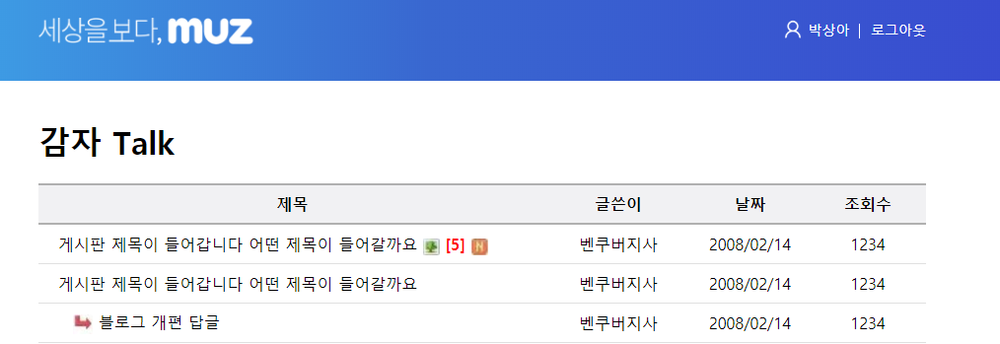 세상을 보다, muz
박상아 | 로그아웃
감자 Talk
제목 글쓴이 날짜 조회수
게시판 제목이 들어갑니다 어떤 제목이 들어갈까요 [5] N 벤쿠버지사 2008/02/14 1234
게시판 제목이 들어갑니다 어떤 제목이 들어갈까요 벤쿠버지사 2008/02/14 1234
블로그 개편 답글 벤쿠버지사 2008/02/14 1234